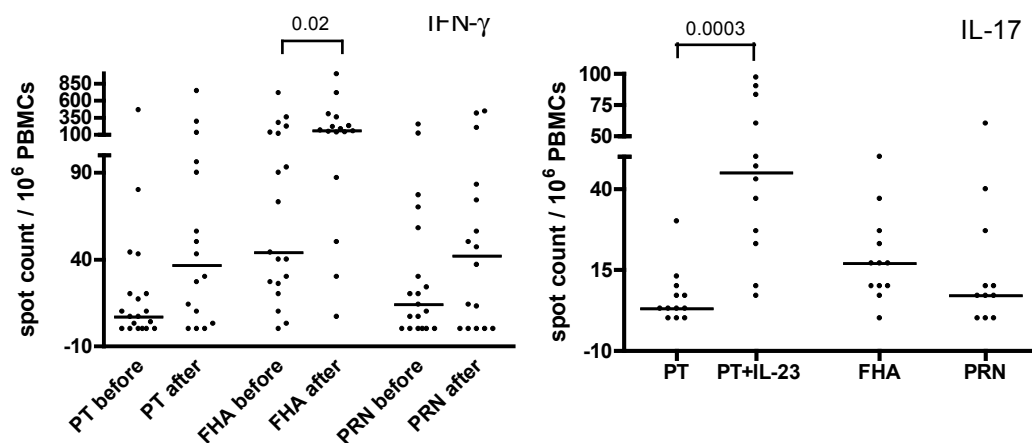 IFN-γ
0.02
spot count / 10⁶ PBMCs
850
600
350
100
90
40
-10
PT before
PT after
FHA before
FHA after
PRN before
PRN after
IL-17
0.0003
spot count / 10⁶ PBMCs
100
75
50
40
15
-10
PT
PT+IL-23
FHA
PRN